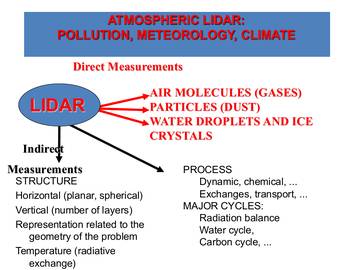 ATMOSPHERIC LIDAR:
POLLUTION, METEOROLOGY, CLIMATE
Direct Measurements
LIDAR
AIR MOLECULES (GASES)
PARTICLES (DUST)
WATER DROPLETS AND ICE
CRYSTALS
Indirect
Measurements
STRUCTURE
Horizontal (planar, spherical)
Vertical (number of layers)
Representation related to the
geometry of the problem
Temperature (radiative
exchange)
PROCESS
Dynamic, chemical, ...
Exchanges, transport, ...
MAJOR CYCLES:
Radiation balance
Water cycle,
Carbon cycle, ...